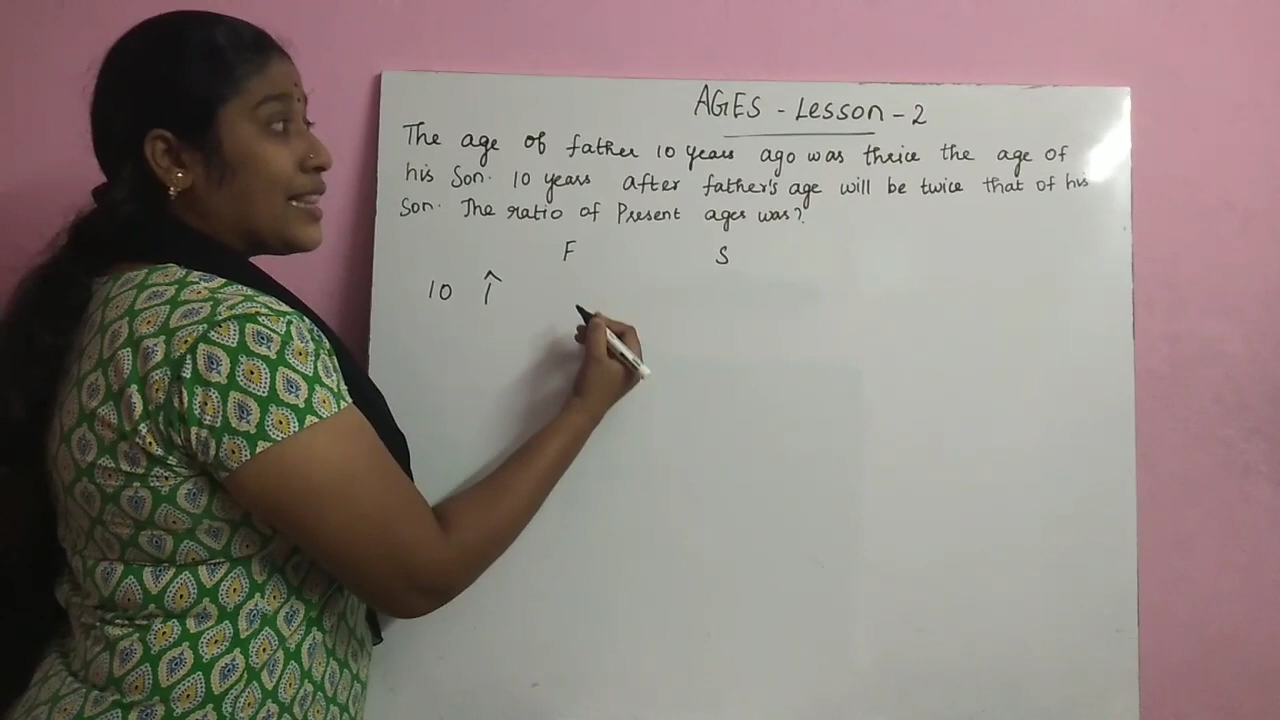 AGES - Lesson - 2
The age of father 10 years ago was thrice the age of
his Son. 10 years after father's age will be twice that of his
Son. The ratio of Present ages was?
F S
10 ↑